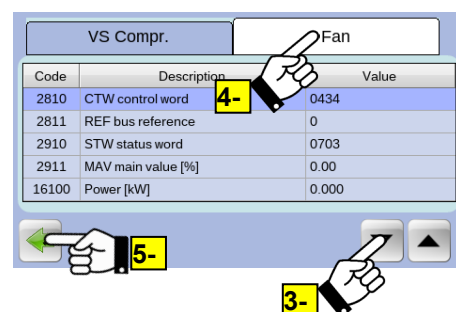 VS Compr. Fan
Code Description Value
2810 CTW control word 0434
2811 REF bus reference 0
2910 STW status word 0703
2911 MAV main value [%] 0.00
16100 Power [kW] 0.000
4-
5-
3-